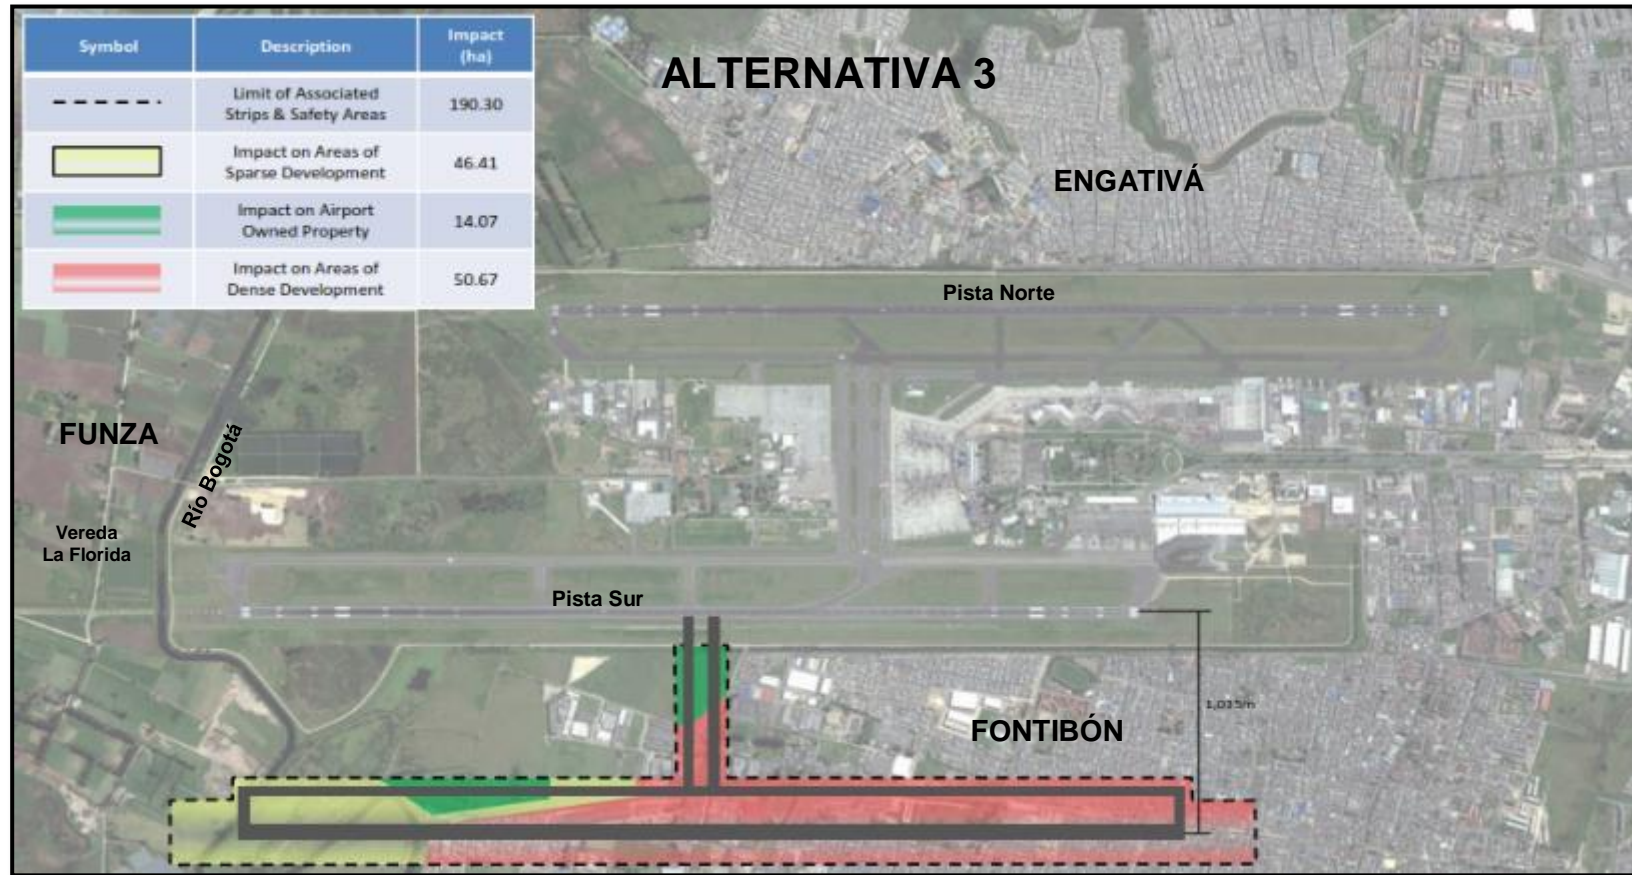 Symbol
Description
Impact
(ha)
Limit of Associated
Strips & Safety Areas
190.30
Impact on Areas of
Sparse Development
46.41
Impact on Airport
Owned Property
14.07
Impact on Areas of
Dense Development
50.67
ALTERNATIVA 3
ENGATIVÁ
Pista Norte
FUNZA
Río Bogotá
Vereda
La Florida
Pista Sur
FONTIBÓN
1,035m